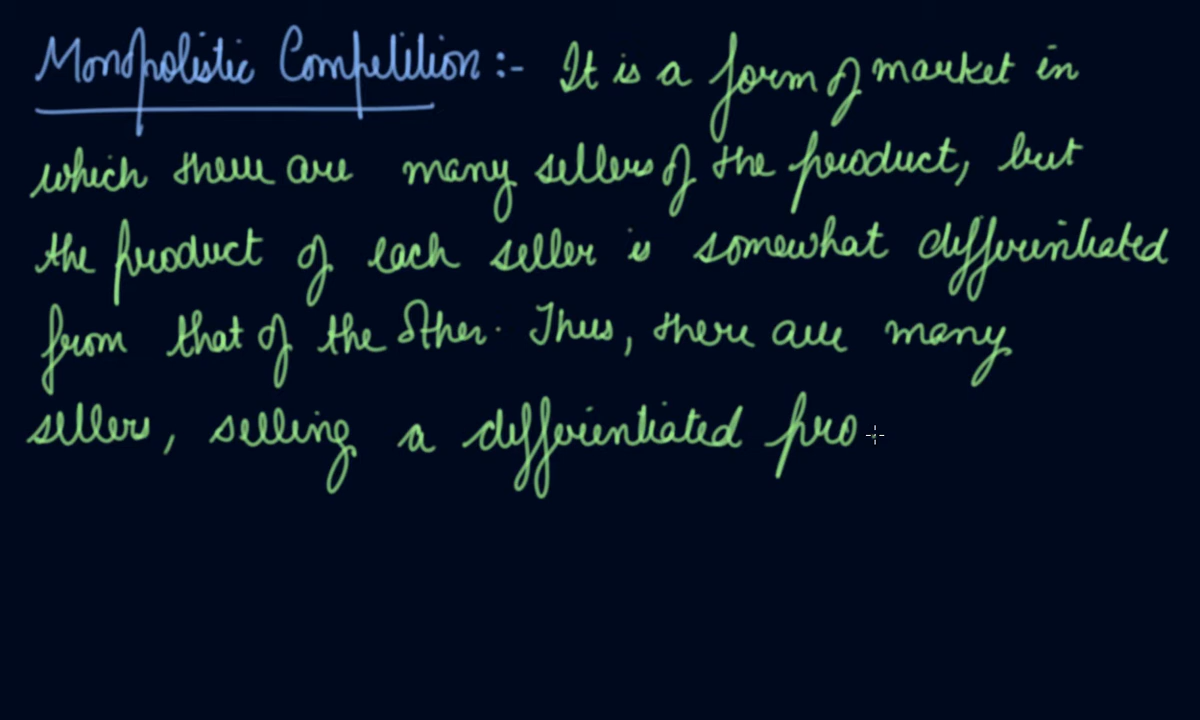 Monopolistic Competition :- It is a form of market in
which there are many sellers of the product, but
the product of each seller is somewhat differentiated
from that of the other. Thus, there are many
sellers, selling a differentiated pro